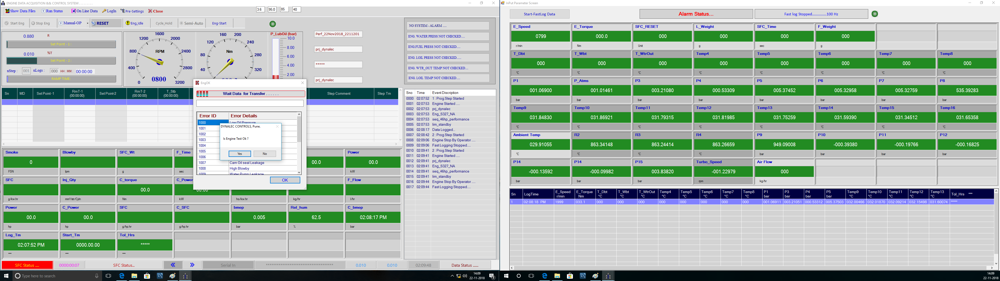 ENGINE DATA ACQUISITION && CONTROL SYSTEM . . . . . . . . .
Show Data Files
Run Status
On Line Data
LogIn
Pre-Settings
Close
3.6
95.0
85
40
Start Eng
Stop Eng
Manual-OP
RESET
Eng_Idle
Cycle_Hold
Semi-Auto
Eng-Start
0.880 R
Set Point - 1 :
0.010 %T
Set Point - 2 :
nStep : 001 nLogs : 000 HH : MM : 00:00:00
RAMP TIME:
0 400 800 1200 1600 2000 2400 2800 3200
RPM
0800
40 80 120 160 200 240 280 320
Nm
P_LubOil (bar)
10.0
8.00
6.00
4.00
2.00
Perf_22Nov2018_2211201
prj_dynalec
*****
prj_dynalec
NO SYSTEM - ALARM .....
ENG. WATER PRESS NOT CHECKED.....
ENG.FUEL PRESS NOT CHECKED.....
ENG. LOIL PRESS NOT CHECKED......
ENG. WTR_OUT TEMP NOT CHECKED....
ENG. LOIL TEMP NOT CHECKED.....
Sn MD Set Point -1 RmT-1 (00:00:00) Set Point-2 RmT-2 (00:00:00) T_Stb (00:00:00) Step Comment Step Tm
EngOK
Wait Data for Transfer . . . . . .
Error ID Error Details
1000 Low Oil Pressure
1001
1002
1003
1004
1005
1006
1007 Cam Oil seal Leakage
1008 High Blowby
1009 Water Pump Leakage
OK
DYNALEC CONTROLS, Pune.
Is Engine Test Ok ?
Yes
No
Sno Time Event Discription
0000 02:07:52 1 : Prog.Step Started
0001 02:07:53 Engine Started .....
0002 02:07:53 prj_dynalec
0003 02:07:53 Eng_S327_NA
0004 02:07:53 seq_46hp_performance
0005 02:07:53 lim_standby
0006 02:08:17 Data Logged...
0007 02:08:42 2 : Prog.Step Started
0008 02:09:06 Engine Stop By Operator .....
0009 02:09:06 Fast Logging Stopped.....
0010 02:09:41 2 : Prog.Step Started
0011 02:09:41 Engine Started .....
0012 02:09:41 prj_dynalec
0013 02:09:41 Eng_S327_NA
0014 02:09:41 seq_46hp_performance
0015 02:09:41 lim_standby
0016 02:09:44 Engine Stop By Operator .....
0017 02:09:44 Fast Logging Stopped.....
Smoke Blowby SFC_Wt F_Time Power
0 00.0 00.0
FSN lpm g sec kW
SFC Inj_Qty C_torque C_Power F_Flow
00.0 00.00
g/kw.hr mm³/str/Cyln Nm kW ho/kw.hr kg/hr l/hr
Power C_Power SFC C_SFC bmep Rel_hum C_bmep
00.0 00.0 0.005 62.5 02:08:17 PM
hp hp g/hp.hr g/hp.hr bar % bar
Log_Tm Start_Tm Tol_Hrs
02:07:52 PM 0000.00.00 *****
--- --- ---
SFC Status .....
0000:00:07
SFC Status...
Serial In
************************************
0.010
0.010
02:09:48
Data Status .......
Type here to search
14:09
22-11-2018
3
InPut Parameter Screen
Start-FastLog Data
Alarm Status...
Fast log Stopped..............100 Hz
E_Speed E_Torque SFC_RESET L_Weight SFC_Time F_Weight
0799 000.0 000 000 000 000
r/min Nm Unit g sec g
T_Dbt T_Wbt T_WtrOut Temp4 Temp5 Temp6 Temp7 Temp8
000 000 000 000 000 000 000 000
°C °C °C °C °C °C °C °C
P1 P_Atms P3 P4 P5 P6 P7 P8
001.06900 001.01461 003.21080 000.53309 005.37452 005.32958 005.32759 535.39283
bar bar bar bar bar bar bar bar
Temp9 Temp10 Temp11 Temp12 Temp13 Temp14 Temp15 Temp16
031.84830 031.86921 031.79315 031.81985 031.75259 031.59390 031.34512 031.65358
°C °C °C °C °C °C °C °C
Ambient Temp R2 R3 R4 P9 P10 P11 P12
029.91055 863.34148 863.24414 863.26659 949.09008 -000.39380 -000.19766 -000.16825
°C °C °C °C bar bar bar bar
P14 P14 P15 Turbo_Speed Air Flow
-000.13592 -000.09982 003.83820 -001.22979 000
bar bar bar rpm kg/hr
Sn LogTime E_Speed r/min E_Torque Nm T_Dbt °C T_Wbt °C T_WtrOut °C Temp4 °C Temp5 °C Temp6 °C Temp7 °C Temp8 °C P1 bar P3 bar P4 bar P5 bar Temp9 °C Temp10 °C Temp11 °C Temp12 °C Temp13 °C Tol_Hrs ***
1 02:08:18 PM 1999 033.1 000 000 000 000 000 000 000 000 001.06911 003.21051 000.53312 005.37503 032.00466 032.01870 032.09214 032.15498 031.60074 *****
14:09
22-11-2018